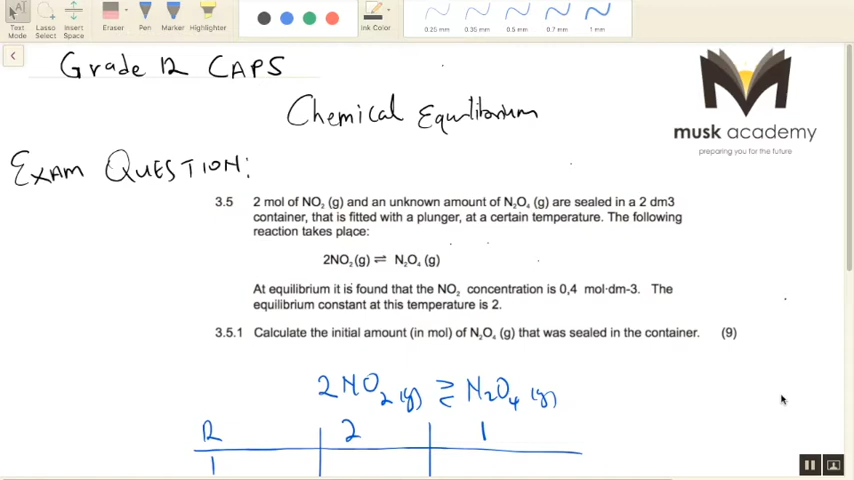 Text Mode
Lasso Select
Insert Space
Eraser
Pen
Marker
Highlighter
Ink Color
0.25 mm
0.35 mm
0.5 mm
0.7 mm
1 mm
Grade 12 CAPS
Chemical Equilibrium
musk academy
preparing you for the future
EXAM QUESTION:
3.5 2 mol of NO₂ (g) and an unknown amount of N₂O₄ (g) are sealed in a 2 dm3
container, that is fitted with a plunger, at a certain temperature. The following
reaction takes place:
2NO₂(g) ⇌ N₂O₄ (g)
At equilibrium it is found that the NO₂ concentration is 0,4 mol·dm-3. The
equilibrium constant at this temperature is 2.
3.5.1 Calculate the initial amount (in mol) of N₂O₄ (g) that was sealed in the container. (9)
2NO₂(g) ⇌ N₂O₄ (g)
R 2 1
I